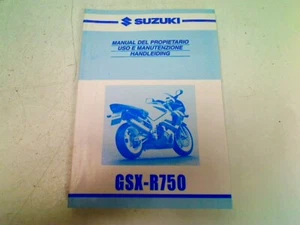 SUZUKI
MANUAL DEL PROPIETARIO
USO E MANUTENZIONE
HANDLEIDING
GSX-R750